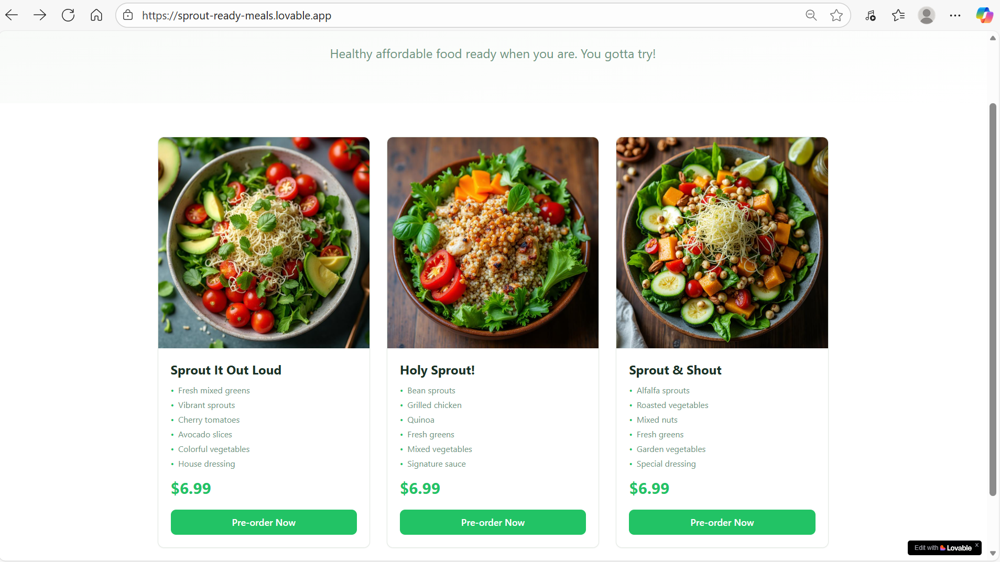 https://sprout-ready-meals.lovable.app
Healthy affordable food ready when you are. You gotta try!
Sprout It Out Loud
• Fresh mixed greens
• Vibrant sprouts
• Cherry tomatoes
• Avocado slices
• Colorful vegetables
• House dressing
$6.99
Pre-order Now
Holy Sprout!
• Bean sprouts
• Grilled chicken
• Quinoa
• Fresh greens
• Mixed vegetables
• Signature sauce
$6.99
Pre-order Now
Sprout & Shout
• Alfalfa sprouts
• Roasted vegetables
• Mixed nuts
• Fresh greens
• Garden vegetables
• Special dressing
$6.99
Pre-order Now
Edit with Lovable x